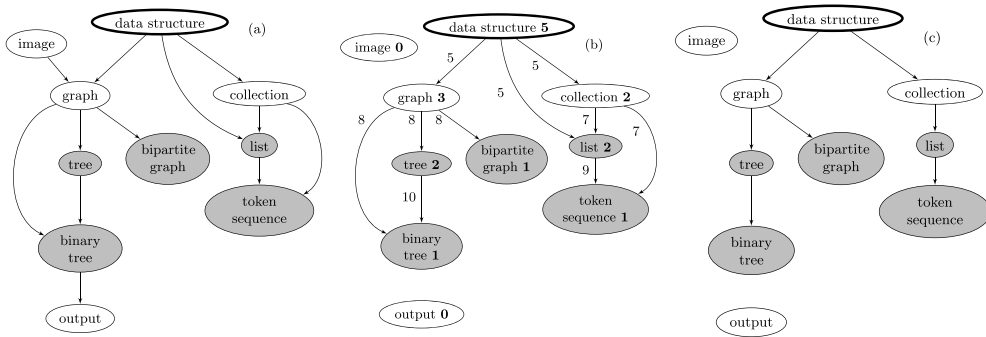 data structure
(a)
image
graph
collection
tree
bipartite
graph
list
token
sequence
binary
tree
output
data structure 5
(b)
image 0
5
5
5
graph 3
collection 2
8
8
8
7
7
tree 2
bipartite
graph 1
list 2
9
10
token
sequence 1
binary
tree 1
output 0
data structure
(c)
image
graph
collection
tree
bipartite
graph
list
token
sequence
binary
tree
output